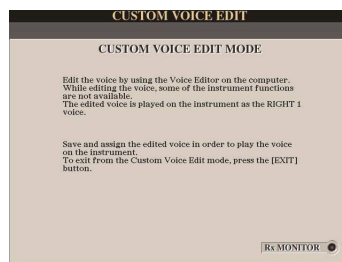 CUSTOM VOICE EDIT
CUSTOM VOICE EDIT MODE
Edit the voice by using the Voice Editor on the computer.
While editing the voice, some of the instrument functions
are not available.
The edited voice is played on the instrument as the RIGHT 1
voice.
Save and assign the edited voice in order to play the voice
on the instrument.
To exit from the Custom Voice Edit mode, press the [EXIT]
button.
Rx MONITOR